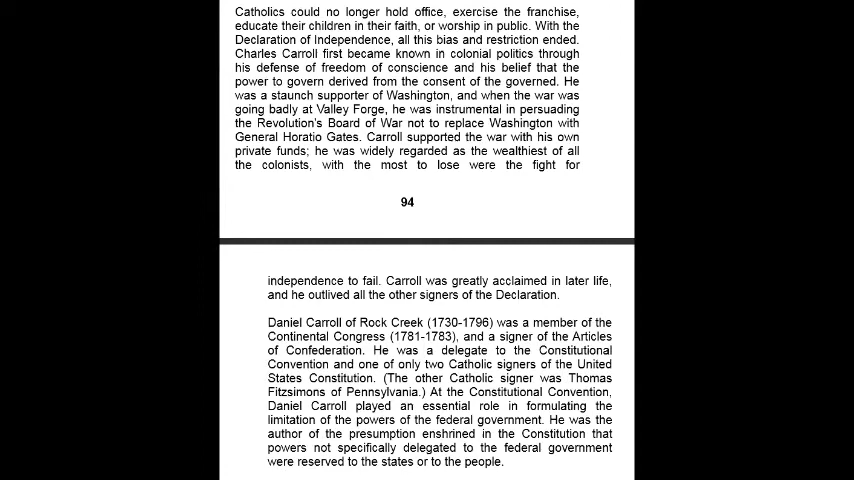 Catholics could no longer hold office, exercise the franchise,
educate their children in their faith, or worship in public. With the
Declaration of Independence, all this bias and restriction ended.
Charles Carroll first became known in colonial politics through
his defense of freedom of conscience and his belief that the
power to govern derived from the consent of the governed. He
was a staunch supporter of Washington, and when the war was
going badly at Valley Forge, he was instrumental in persuading
the Revolution's Board of War not to replace Washington with
General Horatio Gates. Carroll supported the war with his own
private funds; he was widely regarded as the wealthiest of all
the colonists, with the most to lose were the fight for
94
independence to fail. Carroll was greatly acclaimed in later life,
and he outlived all the other signers of the Declaration.
Daniel Carroll of Rock Creek (1730-1796) was a member of the
Continental Congress (1781-1783), and a signer of the Articles
of Confederation. He was a delegate to the Constitutional
Convention and one of only two Catholic signers of the United
States Constitution. (The other Catholic signer was Thomas
Fitzsimons of Pennsylvania.) At the Constitutional Convention,
Daniel Carroll played an essential role in formulating the
limitation of the powers of the federal government. He was the
author of the presumption enshrined in the Constitution that
powers not specifically delegated to the federal government
were reserved to the states or to the people.